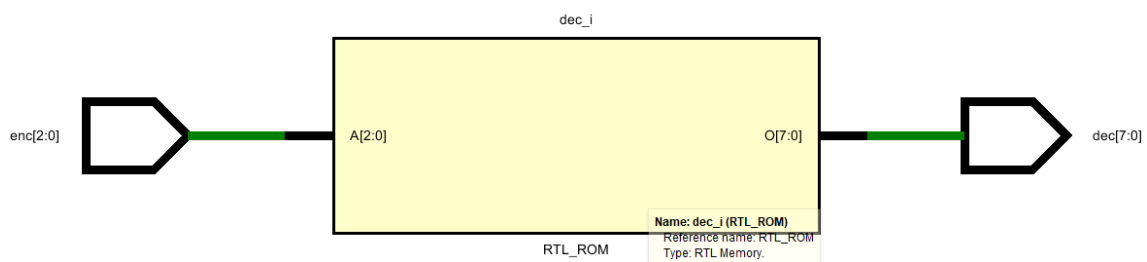 dec_i
enc[2:0]
A[2:0]
O[7:0]
dec[7:0]
RTL_ROM
Name: dec_i (RTL_ROM)
Reference name: RTL_ROM
Type: RTL Memory.